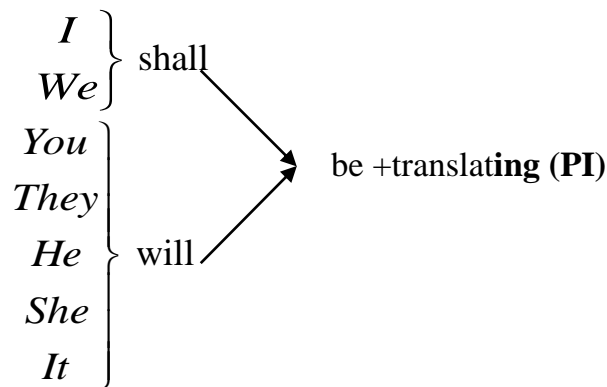 I
We
shall
You
They
He
She
It
will
be +translating (PI)